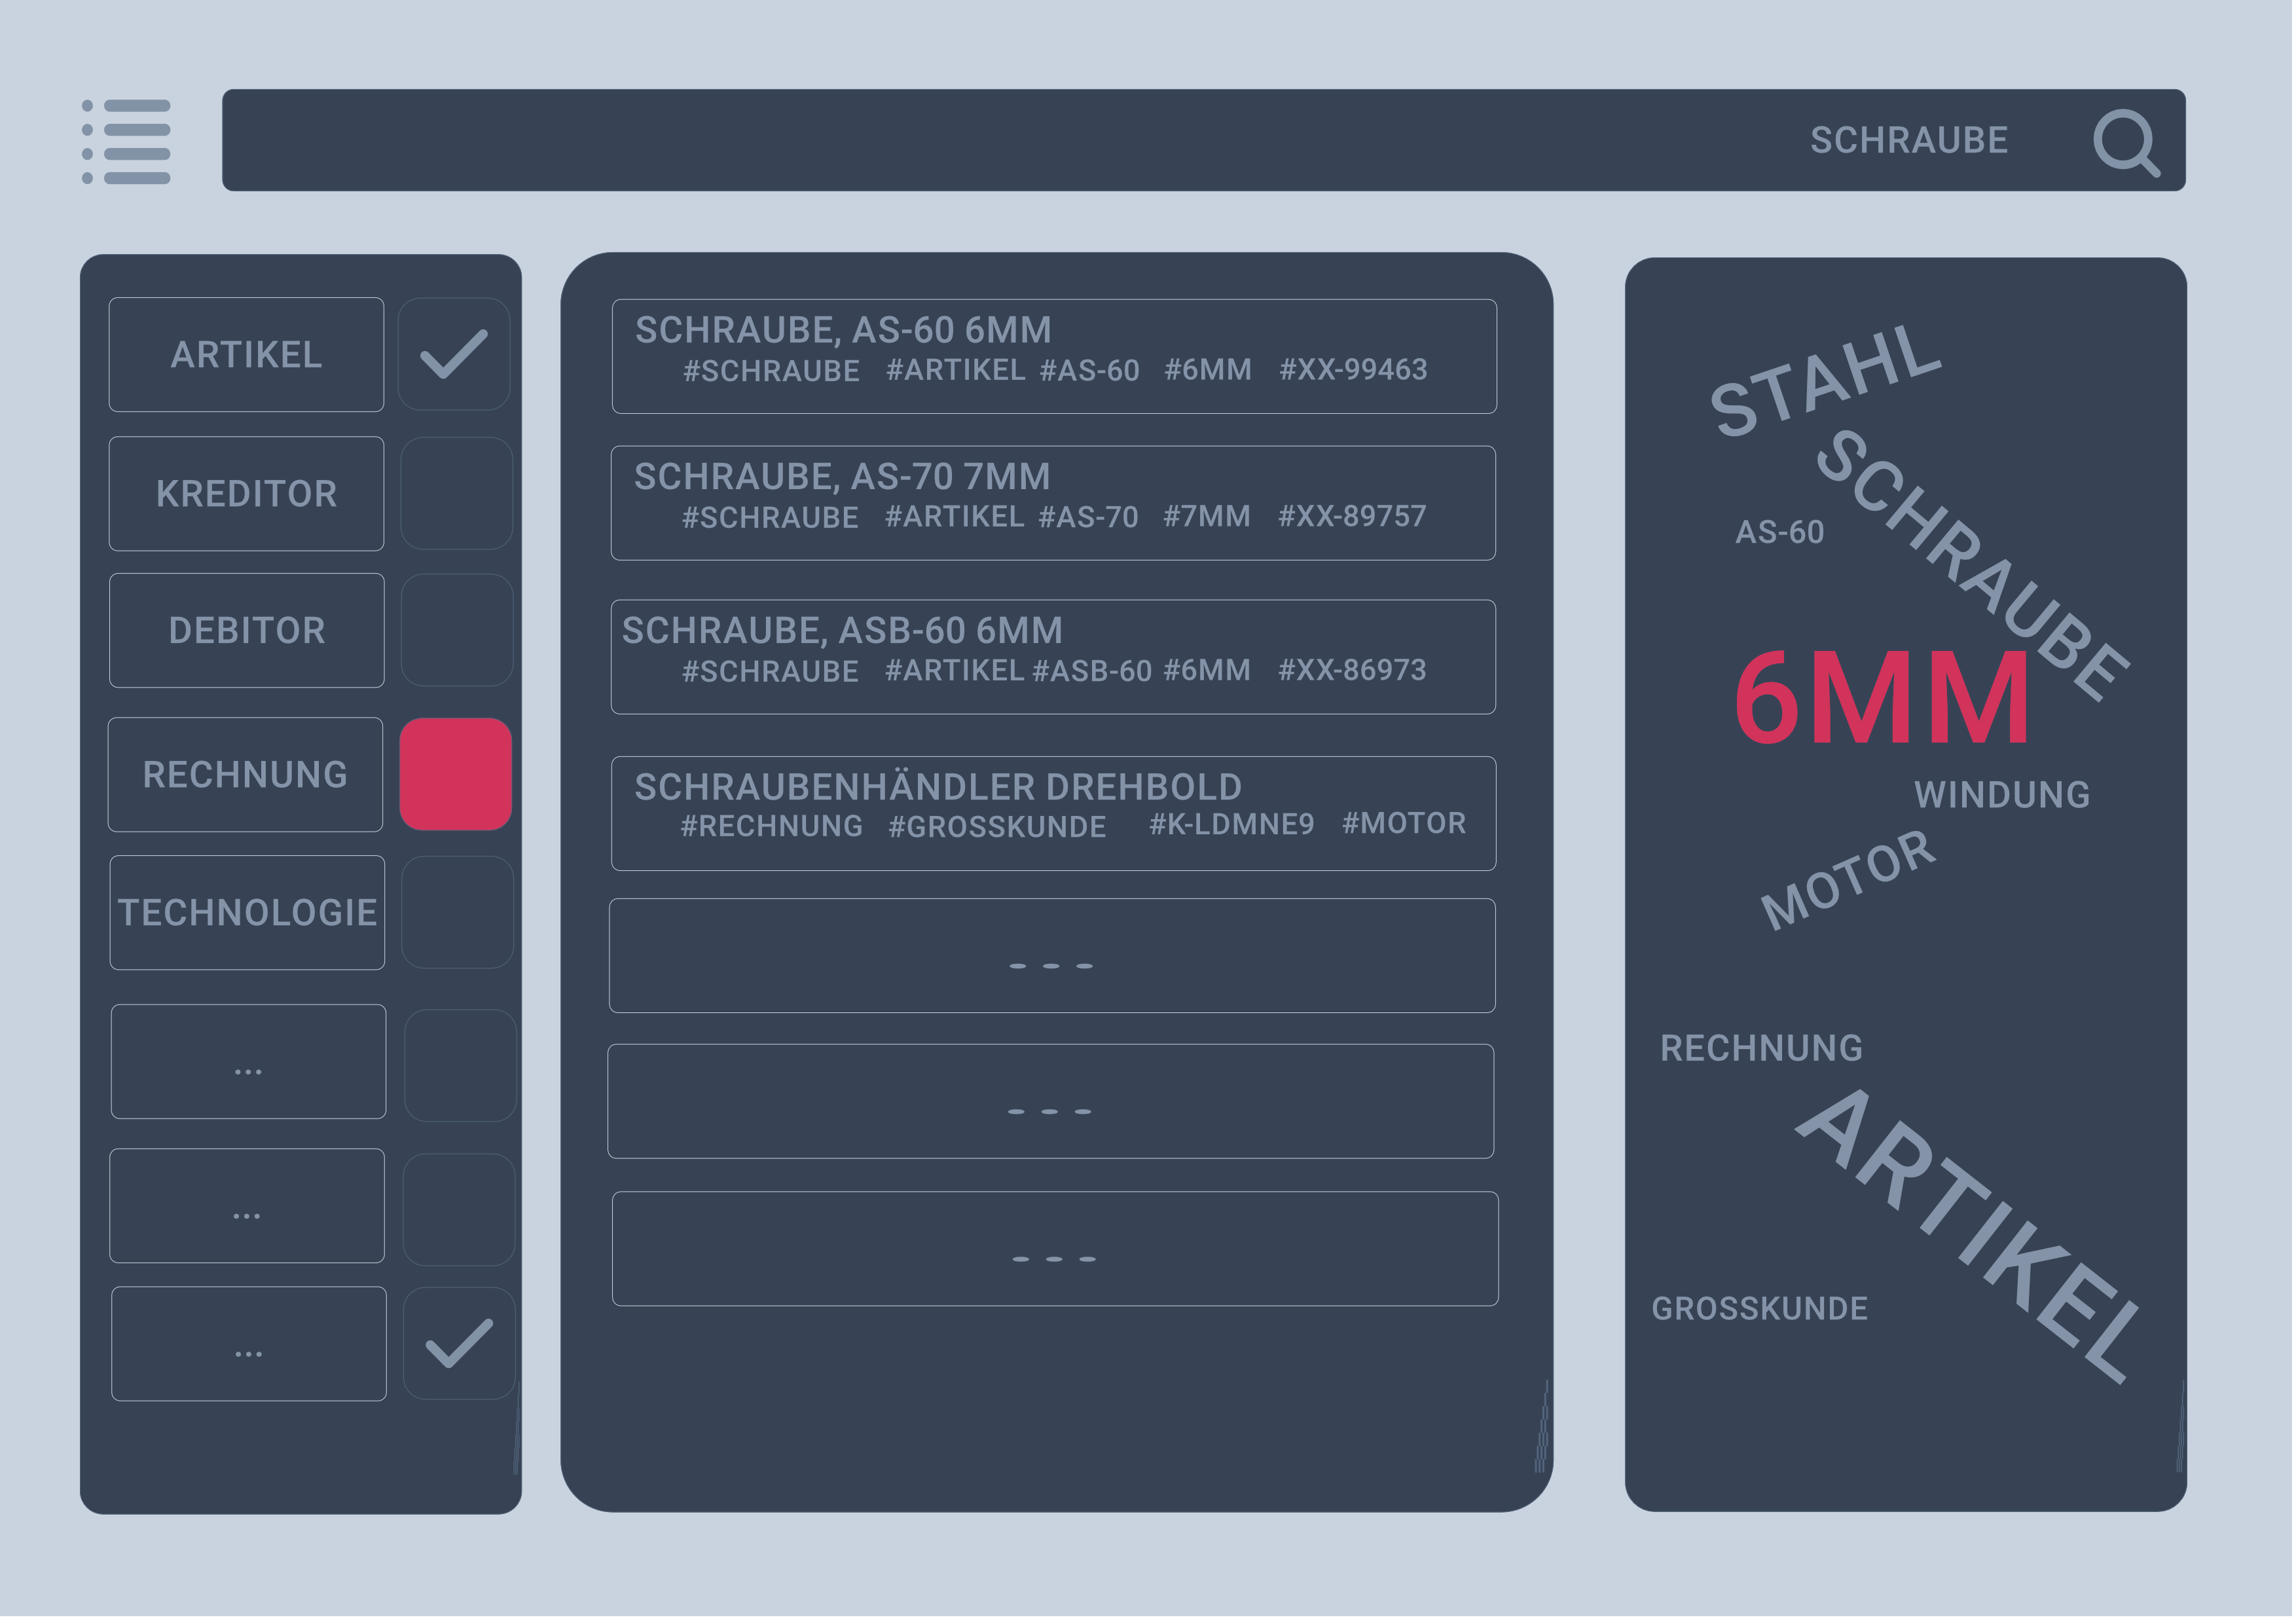 SCHRAUBE
ARTIKEL
KREDITOR
DEBITOR
RECHNUNG
TECHNOLOGIE
...
...
...
SCHRAUBE, AS-60 6MM
#SCHRAUBE #ARTIKEL #AS-60 #6MM #XX-99463
SCHRAUBE, AS-70 7MM
#SCHRAUBE #ARTIKEL #AS-70 #7MM #XX-89757
SCHRAUBE, ASB-60 6MM
#SCHRAUBE #ARTIKEL #ASB-60 #6MM #XX-86973
SCHRAUBENHÄNDLER DREHBOLD
#RECHNUNG #GROSSKUNDE #K-LDMNE9 #MOTOR
- - -
- - -
- - -
STAHL
SCHRAUBE
AS-60
6MM
WINDUNG
MOTOR
RECHNUNG
ARTIKEL
GROSSKUNDE